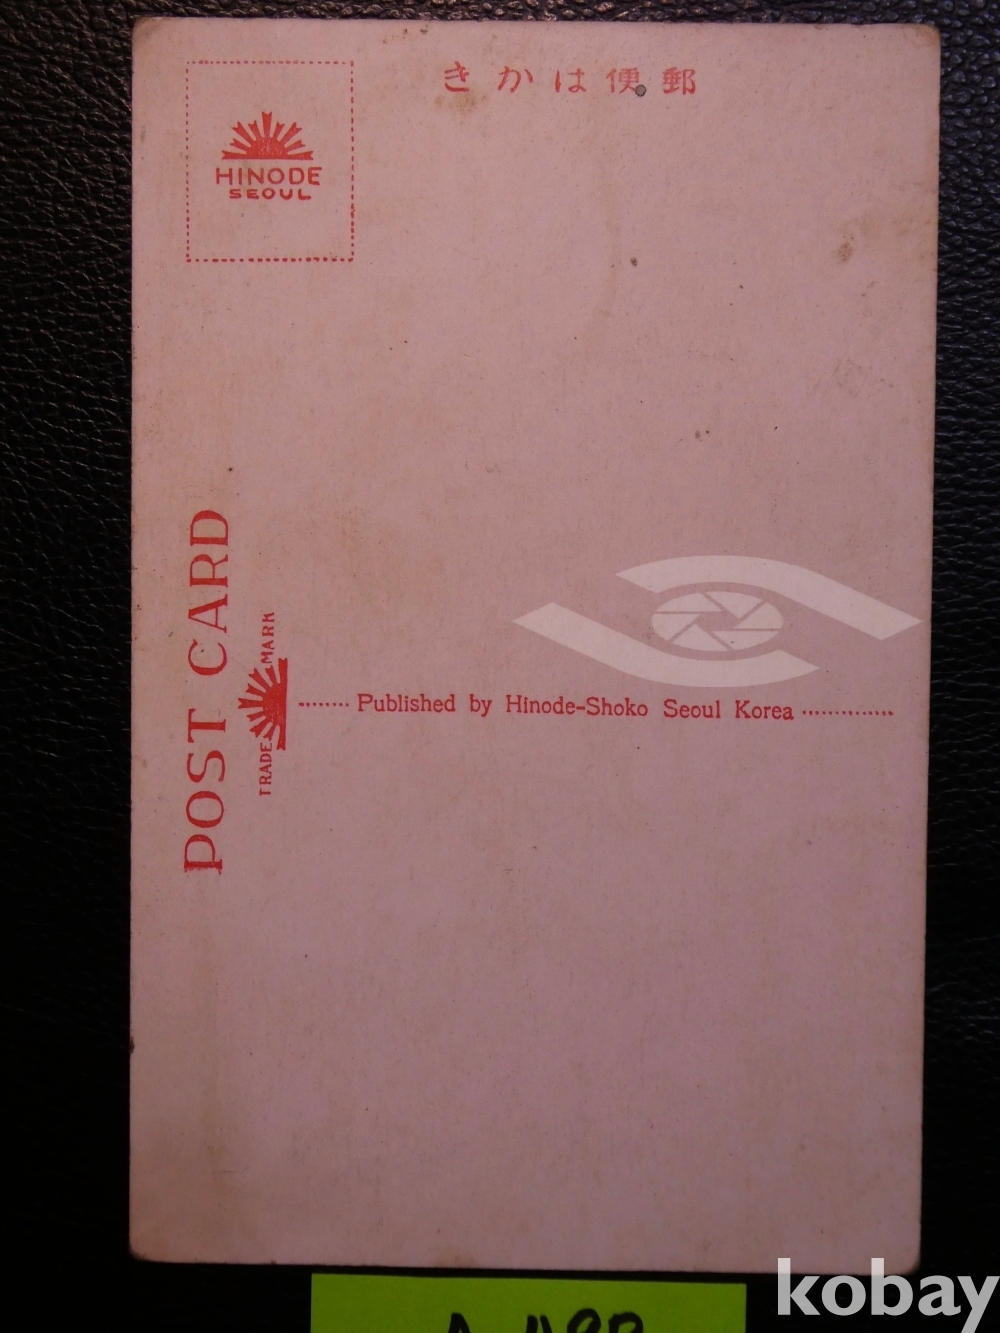 きかは便郵
HINODE
SEOUL
POST CARD
TRADE MARK
Published by Hinode-Shoko Seoul Korea
kobay